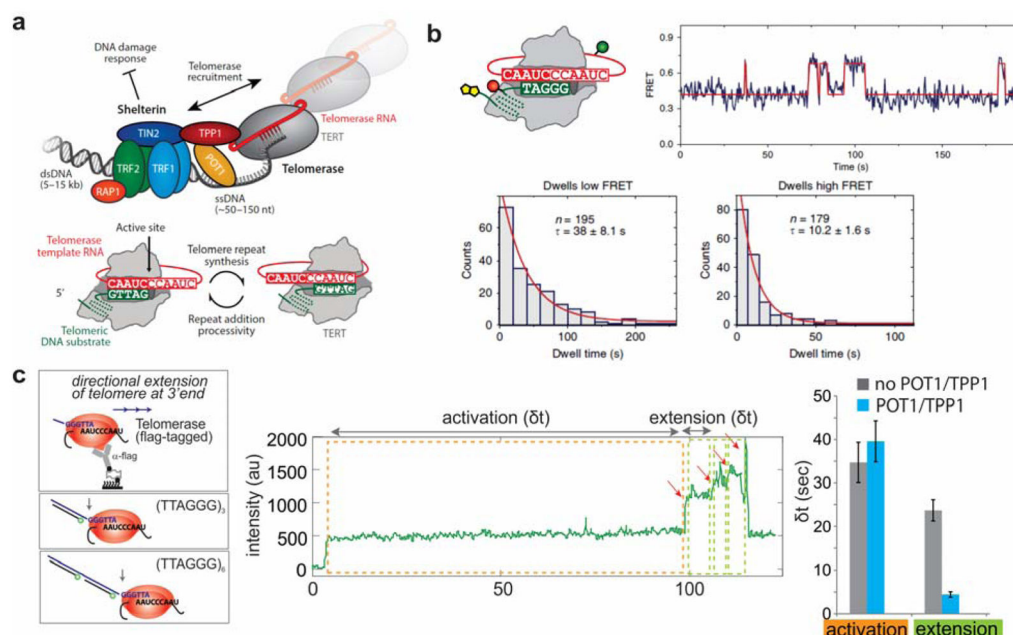 a
DNA damage
response
Telomerase
recruitment
Shelterin
TIN2
TPP1
Telomerase RNA
TERT
Telomerase
TRF2
TRF1
POT1
dsDNA
(5–15 kb)
RAP1
ssDNA
(~50–150 nt)
Active site
Telomerase
template RNA
Telomere repeat
synthesis
CAAUCCCAAUC
GTTAG
CAAUCCCAAUC
5'
Repeat addition
processivity
Telomeric
DNA substrate
TERT
b
CAAUCCCAAUC
TAGGG
FRET
0.9
0.6
0.3
0.0
0
50
100
150
Time (s)
Dwells low FRET
n = 195
τ = 38 ± 8.1 s
Counts
60
40
20
0
0
100
200
Dwell time (s)
Dwells high FRET
n = 179
τ = 10.2 ± 1.6 s
Counts
80
60
40
20
0
0
50
100
Dwell time (s)
c
directional extension
of telomere at 3'end
GGGTTA
AAUCCCAAU
Telomerase
(flag-tagged)
α-flag
(TTAGGG)3
GGGTTA
AAUCCCAAU
(TTAGGG)6
GGGTTA
AAUCCCAAU
activation (δt)
extension (δt)
intensity (au)
2000
1500
1000
500
0
0
50
100
no POT1/TPP1
POT1/TPP1
δt (sec)
50
40
30
20
10
0
activation
extension